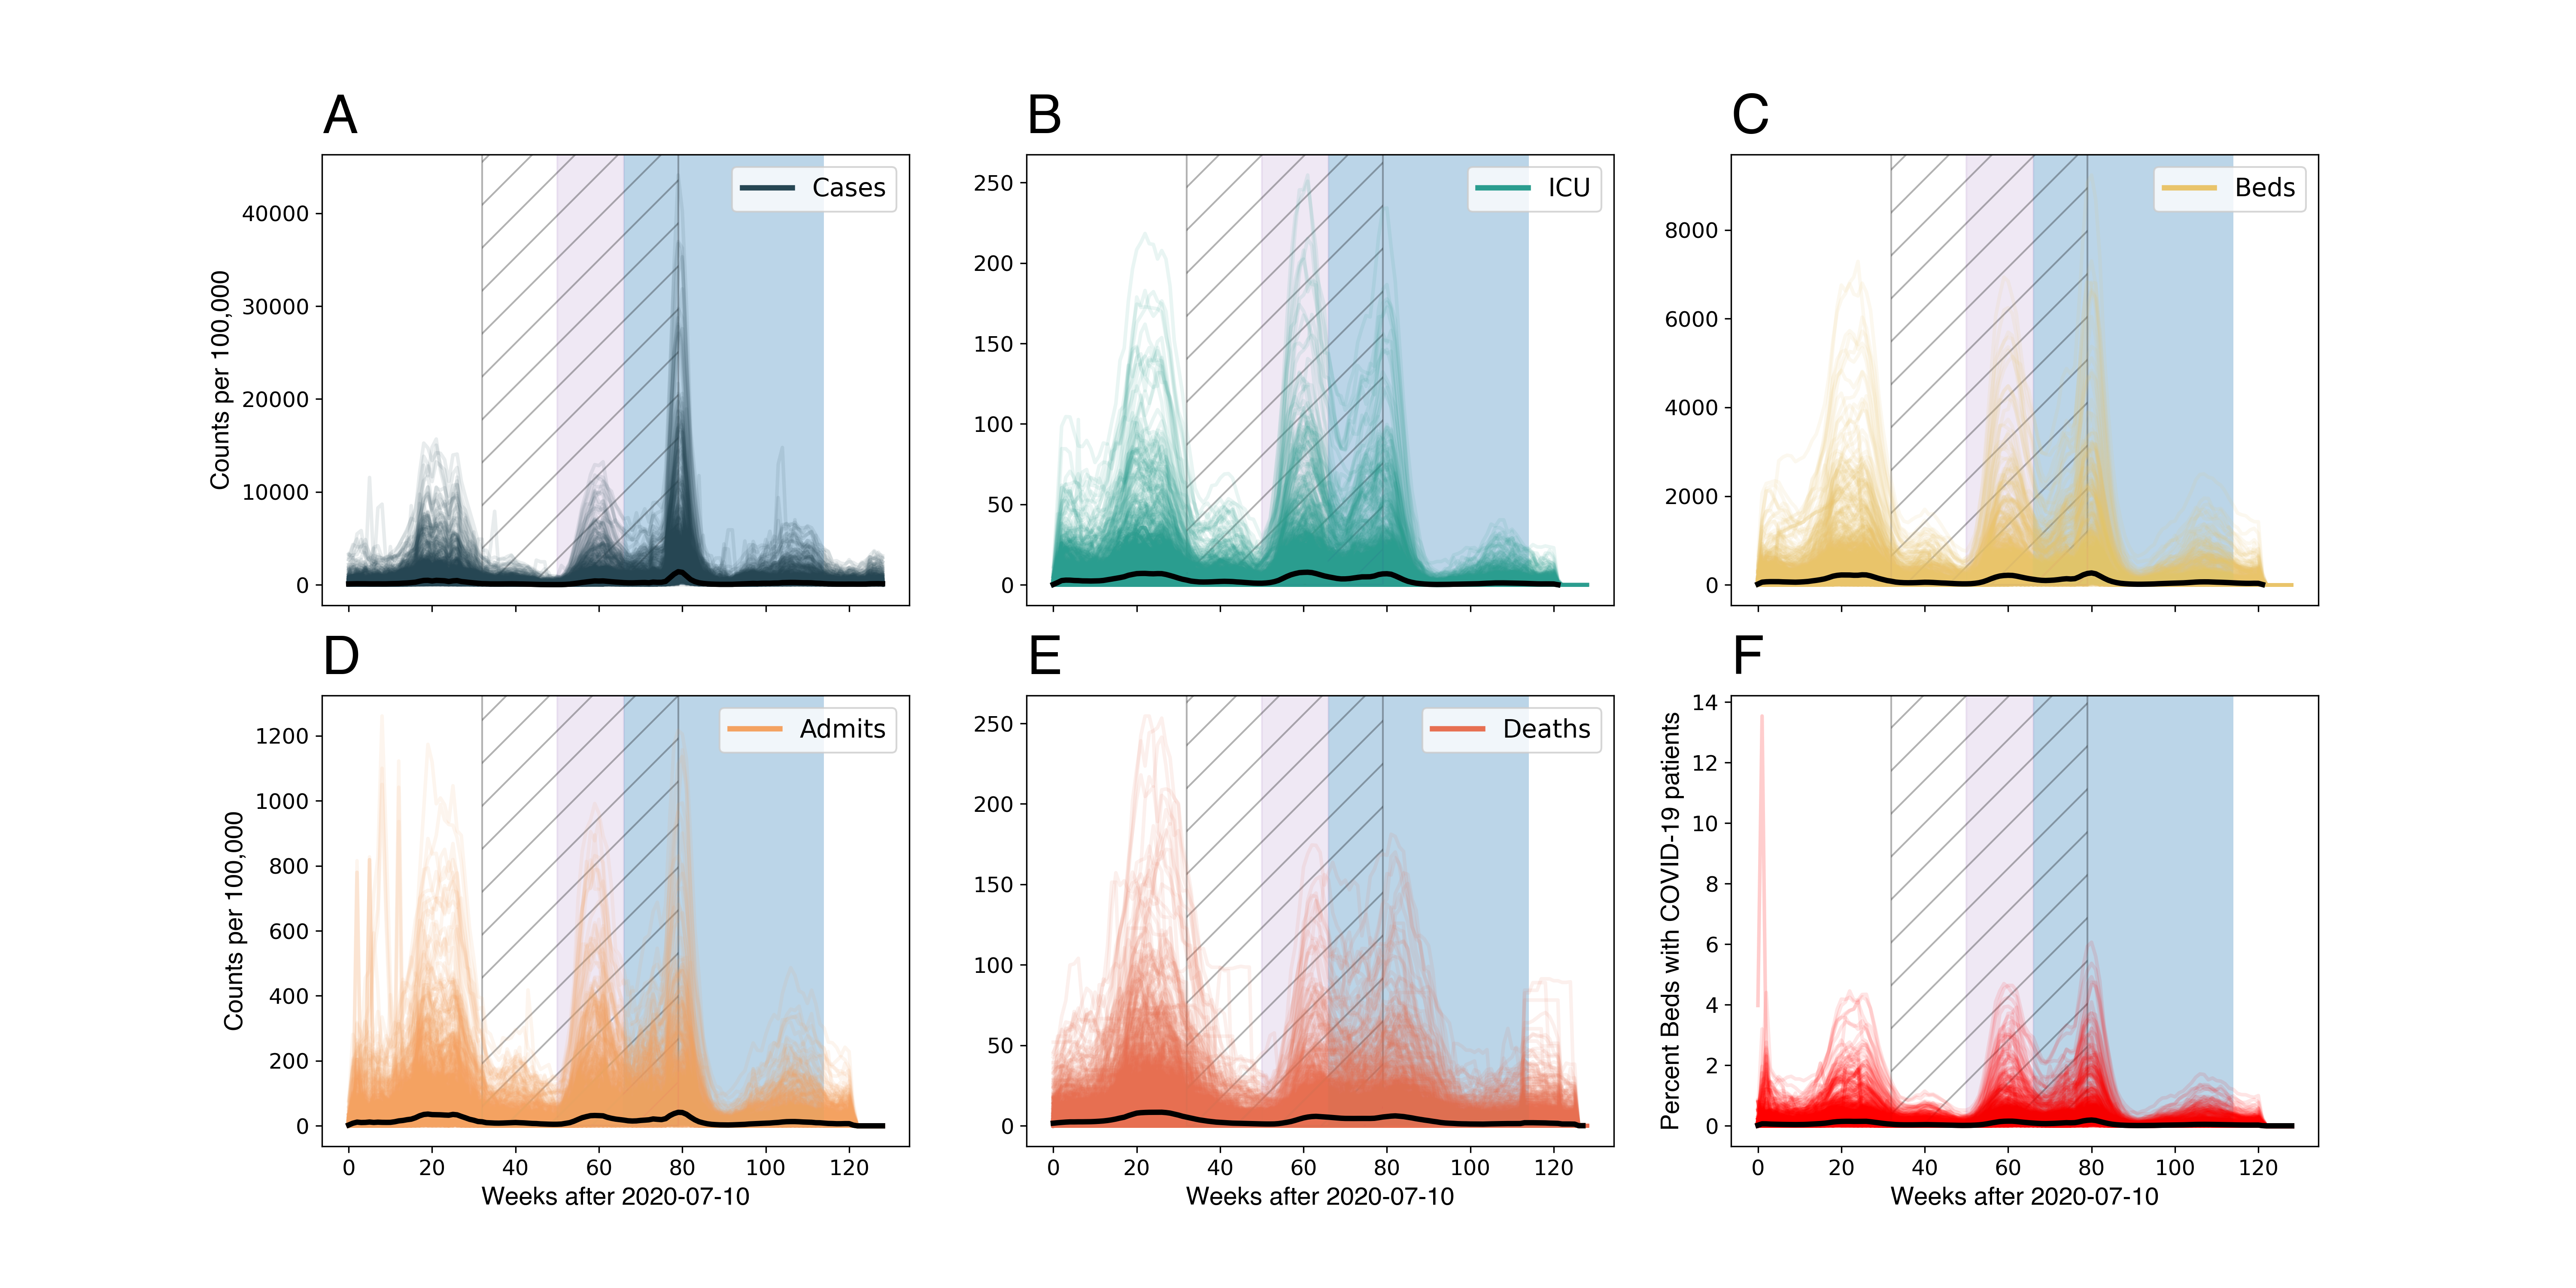 A
B
C
Counts per 100,000
40000
30000
20000
10000
0
Cases
250
200
150
100
50
0
ICU
8000
6000
4000
2000
0
Beds
D
E
F
Counts per 100,000
1200
1000
800
600
400
200
0
Admits
0 20 40 60 80 100 120
Weeks after 2020-07-10
250
200
150
100
50
0
Deaths
0 20 40 60 80 100 120
Weeks after 2020-07-10
Percent Beds with COVID-19 patients
14
12
10
8
6
4
2
0
0 20 40 60 80 100 120
Weeks after 2020-07-10